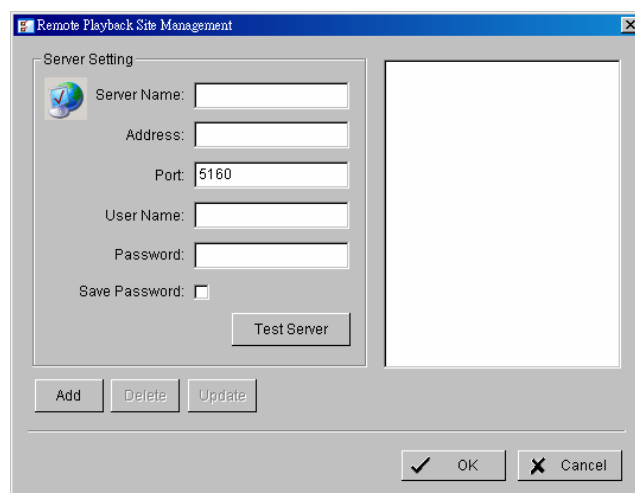 Remote Playback Site Management
Server Setting
Server Name:
Address:
Port: 5160
User Name:
Password:
Save Password:
Test Server
Add Delete Update
OK Cancel